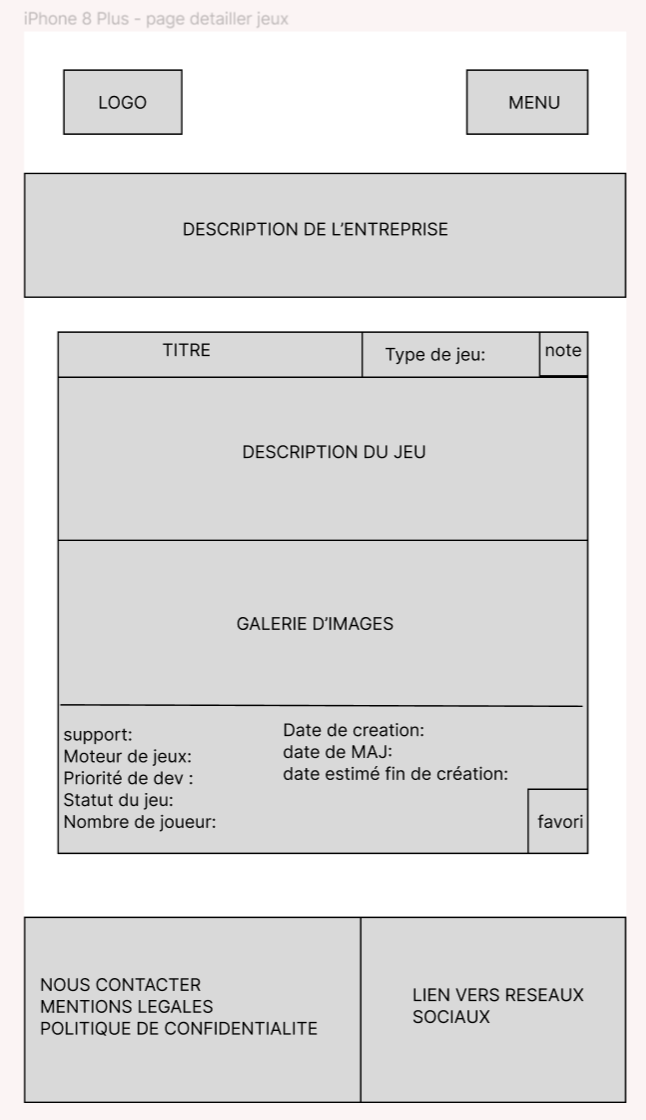 iPhone 8 Plus - page detailler jeux
LOGO
MENU
DESCRIPTION DE L'ENTREPRISE
TITRE
Type de jeu:
note
DESCRIPTION DU JEU
GALERIE D'IMAGES
support:
Moteur de jeux:
Priorité de dev :
Statut du jeu:
Nombre de joueur:
Date de creation:
date de MAJ:
date estimé fin de création:
favori
NOUS CONTACTER
MENTIONS LEGALES
POLITIQUE DE CONFIDENTIALITE
LIEN VERS RESEAUX
SOCIAUX